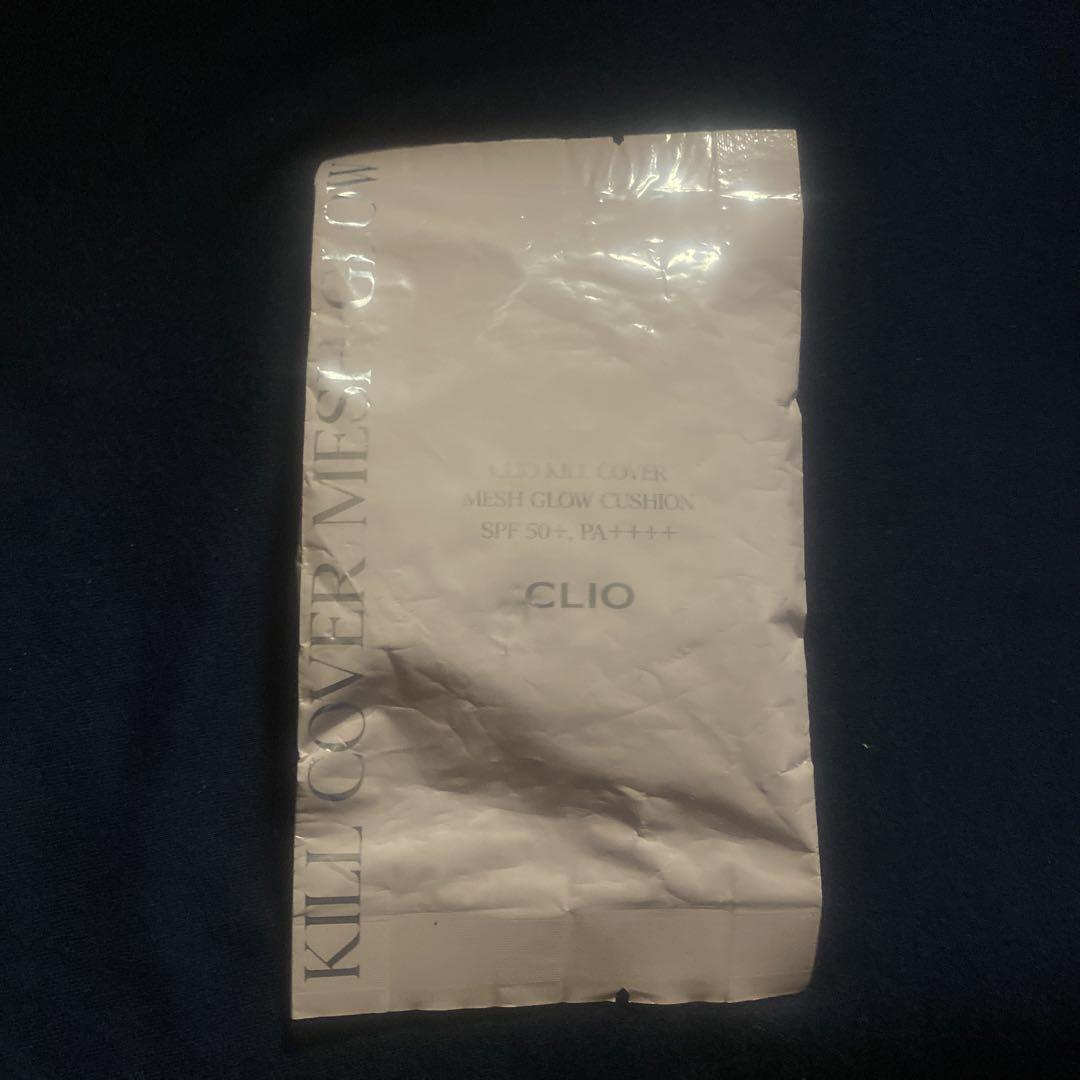 KILL COVER MESH GLOW
CLIO KILL COVER
MESH GLOW CUSHION
SPF 50+, PA++++
CLIO